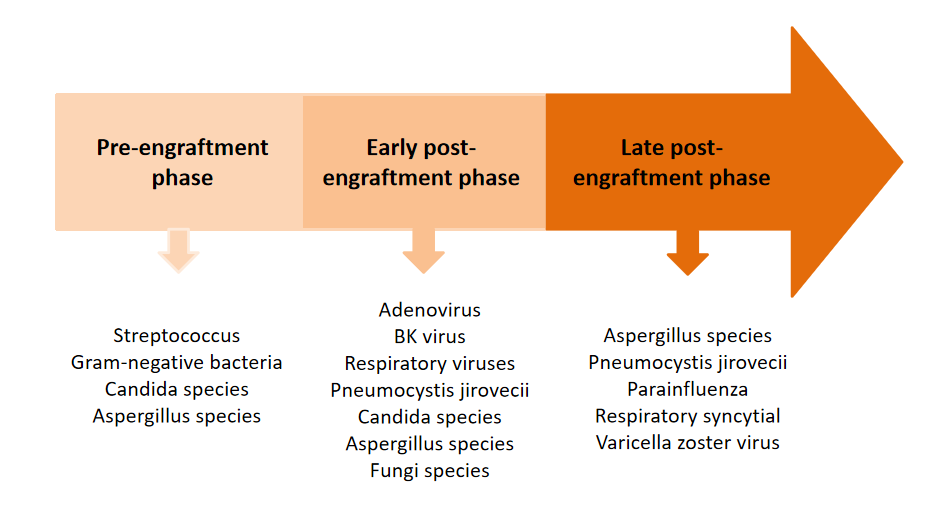 Pre-engraftment
phase
Early post-
engraftment phase
Late post-
engraftment phase
Streptococcus
Gram-negative bacteria
Candida species
Aspergillus species
Adenovirus
BK virus
Respiratory viruses
Pneumocystis jirovecii
Candida species
Aspergillus species
Fungi species
Aspergillus species
Pneumocystis jirovecii
Parainfluenza
Respiratory syncytial
Varicella zoster virus